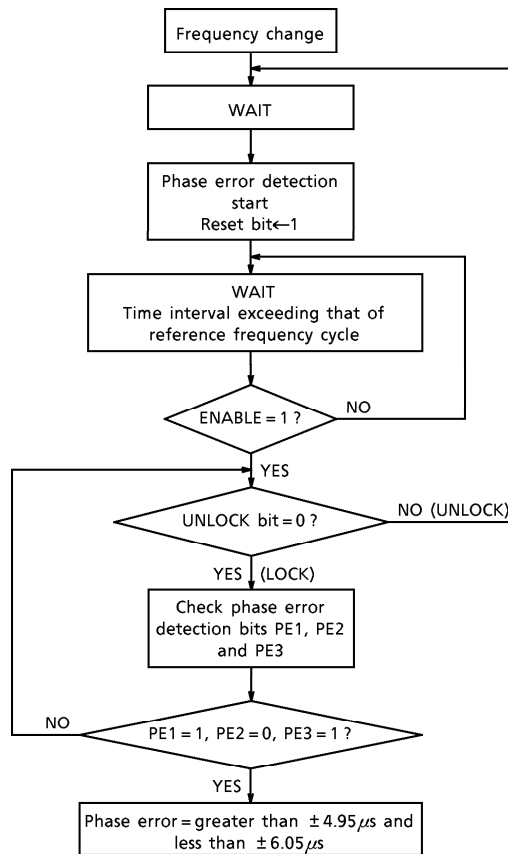 Frequency change
WAIT
Phase error detection
start
Reset bit←1
WAIT
Time interval exceeding that of
reference frequency cycle
ENABLE = 1 ?
NO
YES
UNLOCK bit = 0 ?
NO (UNLOCK)
YES (LOCK)
Check phase error
detection bits PE1, PE2
and PE3
NO
PE1 = 1, PE2 = 0, PE3 = 1 ?
YES
Phase error = greater than ±4.95μs and
less than ±6.05μs